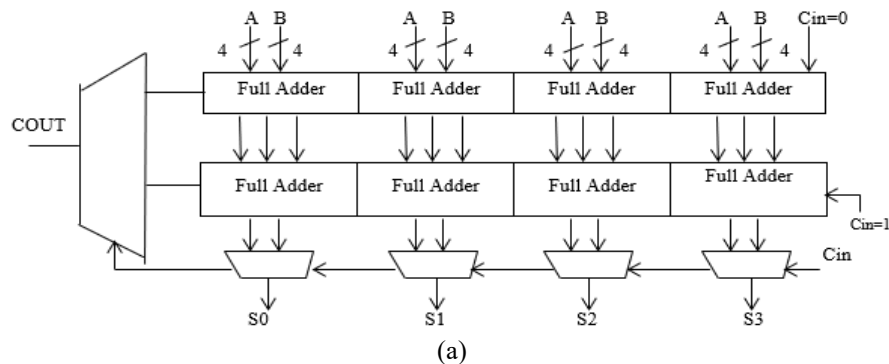 A B A B A B A B Cin=0
4 4 4 4 4 4 4 4
Full Adder Full Adder Full Adder Full Adder
COUT
Full Adder Full Adder Full Adder Full Adder
Cin=1
Cin
S0 S1 S2 S3
(a)